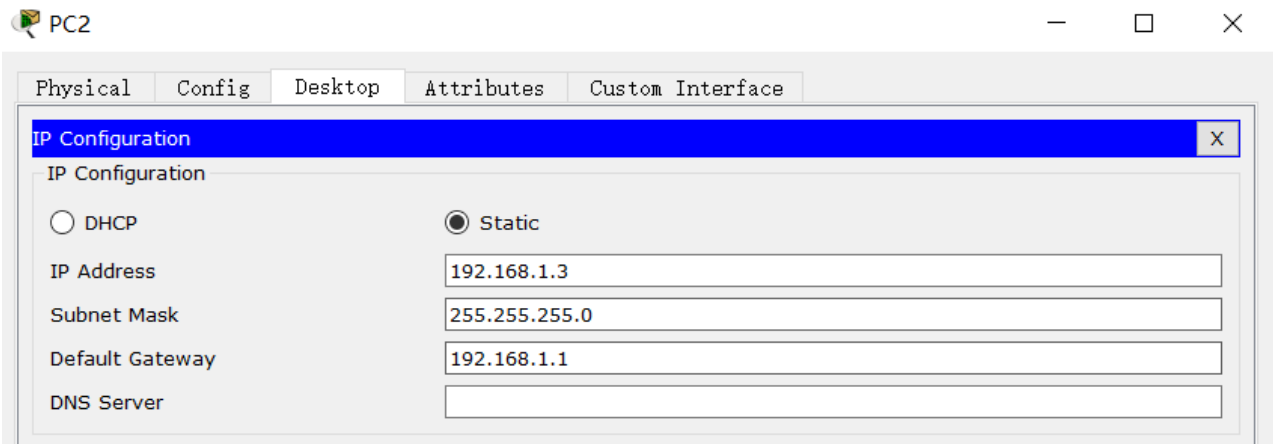 PC2
Physical Config Desktop Attributes Custom Interface
IP Configuration X
IP Configuration
DHCP Static
IP Address 192.168.1.3
Subnet Mask 255.255.255.0
Default Gateway 192.168.1.1
DNS Server